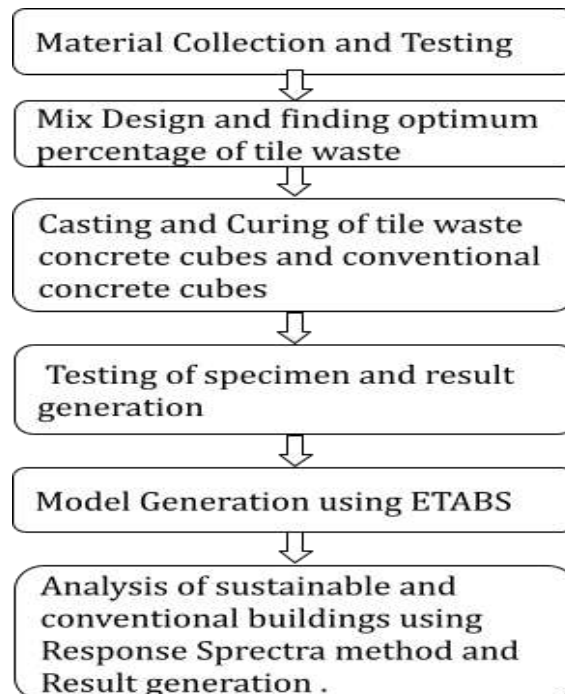 Material Collection and Testing
Mix Design and finding optimum
percentage of tile waste
Casting and Curing of tile waste
concrete cubes and conventional
concrete cubes
Testing of specimen and result
generation
Model Generation using ETABS
Analysis of sustainable and
conventional buildings using
Response Sprectra method and
Result generation .